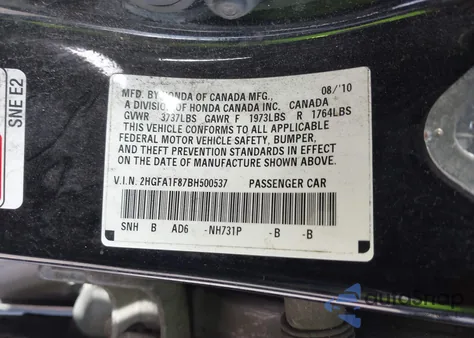 SNE E2
MFD. BY HONDA OF CANADA MFG., 08/'10
A DIVISION OF HONDA CANADA INC. CANADA
GVWR 3737LBS GAWR F 1973LBS R 1764LBS
THIS VEHICLE CONFORMS TO ALL APPLICABLE
FEDERAL MOTOR VEHICLE SAFETY, BUMPER,
AND THEFT PREVENTION STANDARDS IN EFFECT
ON THE DATE OF MANUFACTURE SHOWN ABOVE.
V.I.N. 2HGFA1F87BH500537 PASSENGER CAR
SNH B AD6 -NH731P -B -B
autoShop